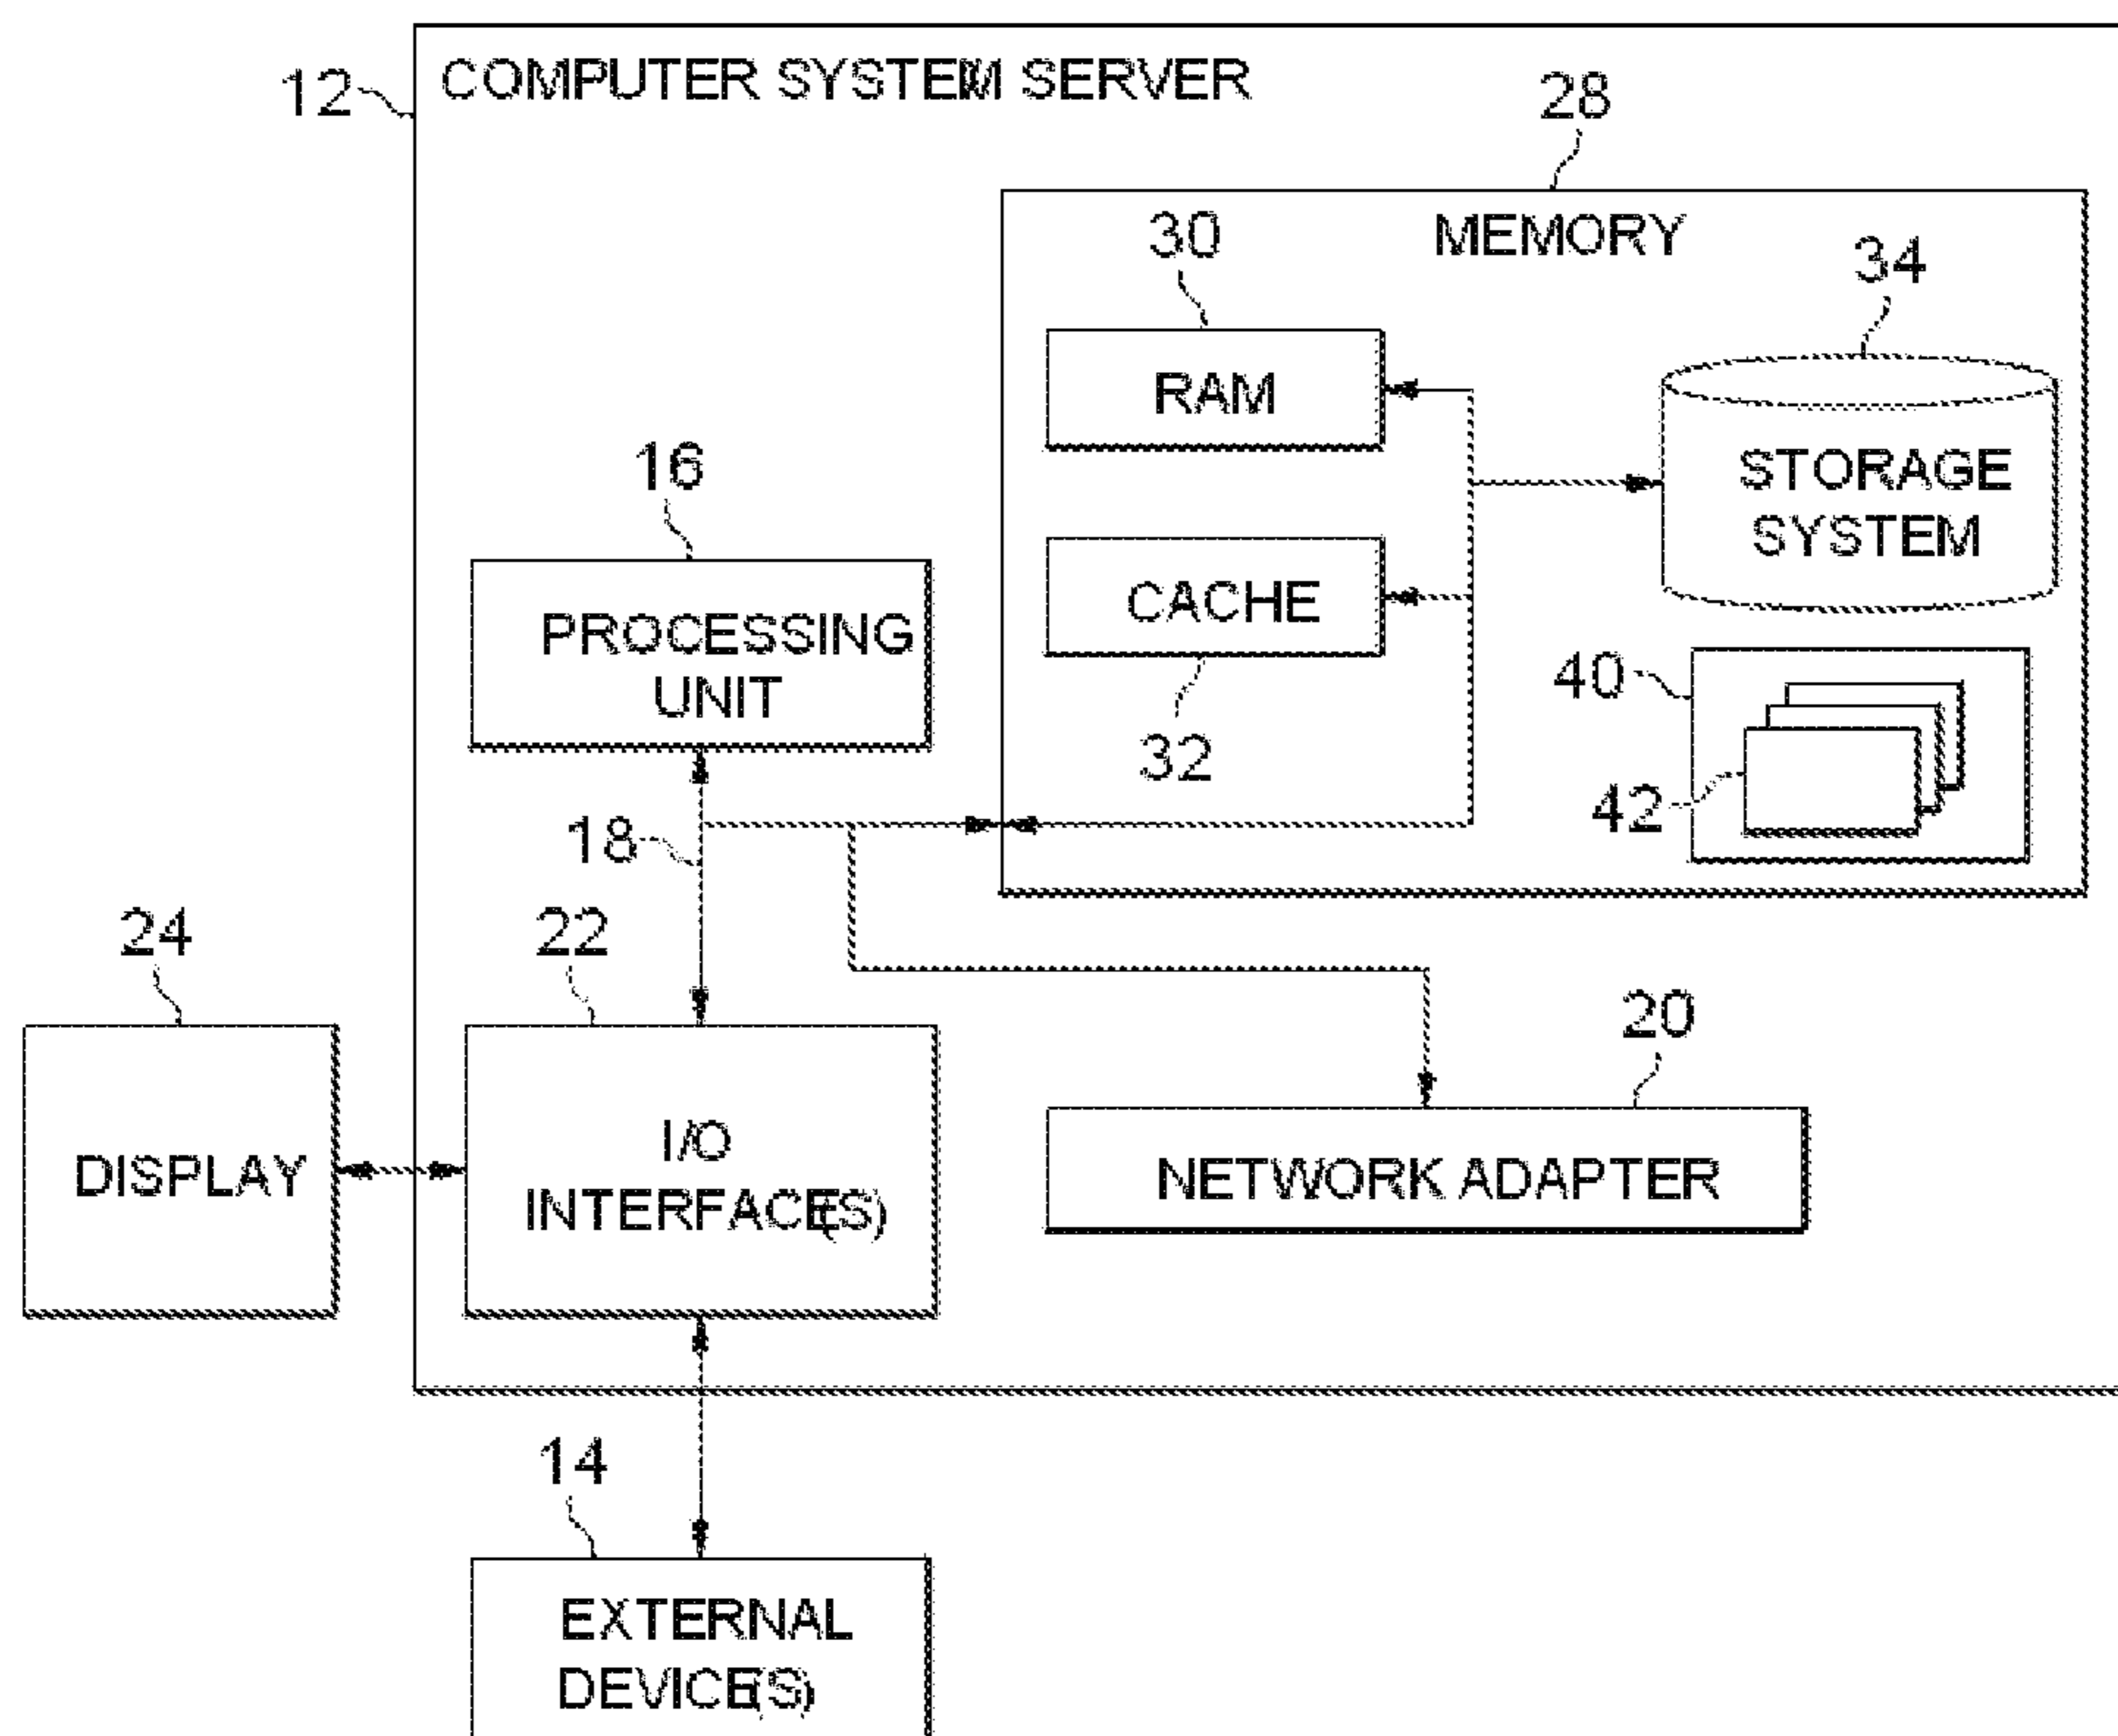 12
COMPUTER SYSTEM SERVER
28
MEMORY
30
34
RAM
STORAGE
SYSTEM
16
PROCESSING
UNIT
CACHE
32
40
42
18
24
22
20
DISPLAY
I/O
INTERFACE(S)
NETWORK ADAPTER
14
EXTERNAL
DEVICE(S)